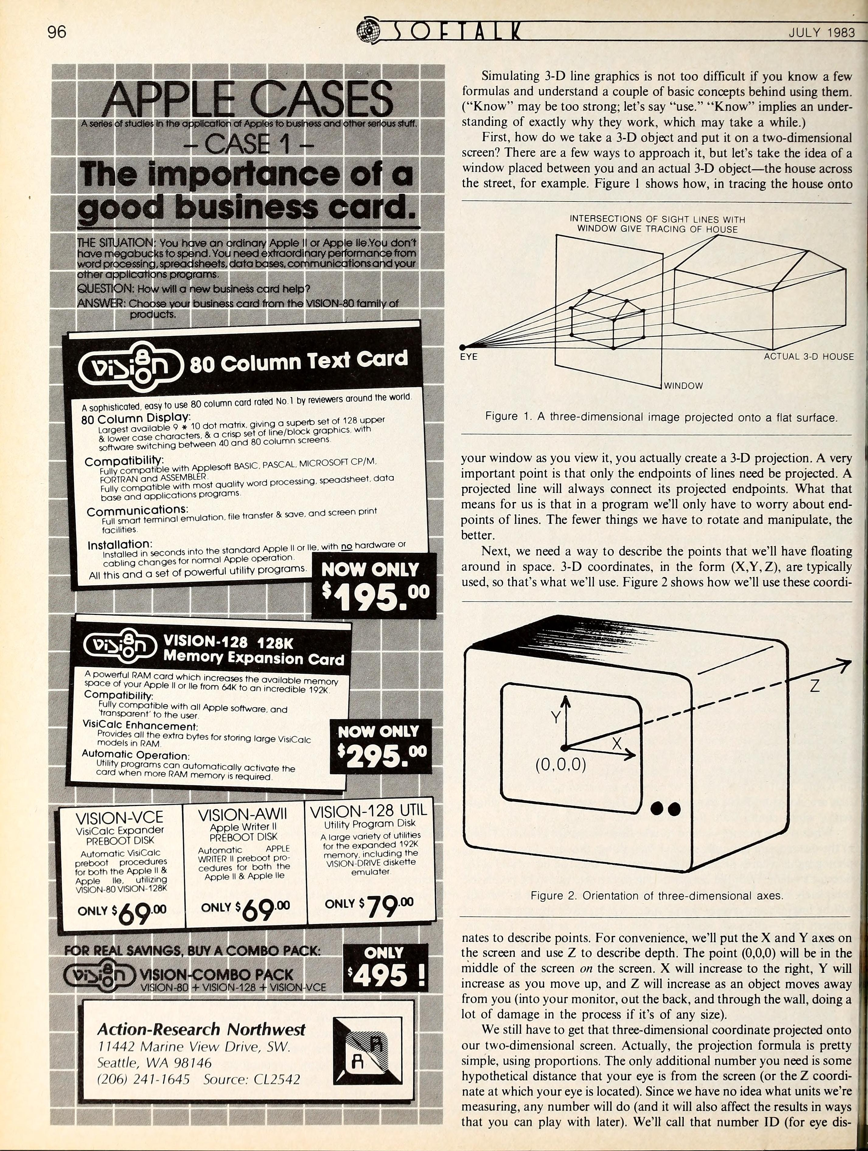 96
SOFTALK
JULY 1983
APPLE CASES
A series of studies in the application of Apples to business and other serious stuff.
– CASE 1 –
The importance of a
good business card.
THE SITUATION: You have an ordinary Apple II or Apple IIe.You don't
have megabucks to spend. You need extraordinary performance from
word processing, spreadsheets, data bases, communications and your
other applications programs.
QUESTION: How will a new business card help?
ANSWER: Choose your business card from the VISION-80 family of
products.
Vision 80
80 Column Text Card
A sophisticated, easy to use 80 column card rated No. 1 by reviewers around the world.
80 Column Display:
Largest available 9 * 10 dot matrix, giving a superb set of 128 upper
& lower case characters, & a crisp set of line/block graphics, with
software switching between 40 and 80 column screens.
Compatibility:
Fully compatible with Applesoft BASIC, PASCAL, MICROSOFT CP/M,
FORTRAN and ASSEMBLER.
Fully compatible with most quality word processing, speadsheet, data
base and applications programs.
Communications:
Full smart terminal emulation, file transfer & save, and screen print
facilities.
Installation:
Installed in seconds into the standard Apple II or IIe, with no hardware or
cabling changes for normal Apple operation.
All this and a set of powerful utility programs.
NOW ONLY
$195.00
Vision 80
VISION-128 128K
Memory Expansion Card
A powerful RAM card which increases the available memory
space of your Apple II or IIe from 64K to an incredible 192K.
Compatibility:
Fully compatible with all Apple software, and
'transparent' to the user.
VisiCalc Enhancement:
Provides all the extra bytes for storing large VisiCalc
models in RAM.
Automatic Operation:
Utility programs can automatically activate the
card when more RAM memory is required.
NOW ONLY
$295.00
VISION-VCE
VisiCalc Expander
PREBOOT DISK
Automatic VisiCalc
preboot procedures
for both the Apple II &
Apple IIe, utilizing
VISION-80 VISION-128K
ONLY $69.00
VISION-AWII
Apple Writer II
PREBOOT DISK
Automatic APPLE
WRITER II preboot pro-
cedures for both the
Apple II & Apple IIe
ONLY $69.00
VISION-128 UTIL
Utility Program Disk
A large variety of utilities
for the expanded 192K
memory, including the
VISION-DRIVE diskette
emulater
ONLY $79.00
FOR REAL SAVINGS, BUY A COMBO PACK:
Vision 80
VISION-COMBO PACK
VISION-80 + VISION-128 + VISION-VCE
ONLY
$495 !
Action-Research Northwest
11442 Marine View Drive, SW.
Seattle, WA 98146
(206) 241-1645 Source: CL2542
A R
Simulating 3-D line graphics is not too difficult if you know a few
formulas and understand a couple of basic concepts behind using them.
("Know" may be too strong; let's say "use." "Know" implies an under-
standing of exactly why they work, which may take a while.)
First, how do we take a 3-D object and put it on a two-dimensional
screen? There are a few ways to approach it, but let's take the idea of a
window placed between you and an actual 3-D object—the house across
the street, for example. Figure 1 shows how, in tracing the house onto
INTERSECTIONS OF SIGHT LINES WITH
WINDOW GIVE TRACING OF HOUSE
EYE
ACTUAL 3-D HOUSE
WINDOW
Figure 1. A three-dimensional image projected onto a flat surface.
your window as you view it, you actually create a 3-D projection. A very
important point is that only the endpoints of lines need be projected. A
projected line will always connect its projected endpoints. What that
means for us is that in a program we'll only have to worry about end-
points of lines. The fewer things we have to rotate and manipulate, the
better.
Next, we need a way to describe the points that we'll have floating
around in space. 3-D coordinates, in the form (X,Y,Z), are typically
used, so that's what we'll use. Figure 2 shows how we'll use these coordi-
Y
X
Z
(0,0,0)
Figure 2. Orientation of three-dimensional axes.
nates to describe points. For convenience, we'll put the X and Y axes on
the screen and use Z to describe depth. The point (0,0,0) will be in the
middle of the screen on the screen. X will increase to the right, Y will
increase as you move up, and Z will increase as an object moves away
from you (into your monitor, out the back, and through the wall, doing a
lot of damage in the process if it's of any size).
We still have to get that three-dimensional coordinate projected onto
our two-dimensional screen. Actually, the projection formula is pretty
simple, using proportions. The only additional number you need is some
hypothetical distance that your eye is from the screen (or the Z coordi-
nate at which your eye is located). Since we have no idea what units we're
measuring, any number will do (and it will also affect the results in ways
that you can play with later). We'll call that number ID (for eye dis-